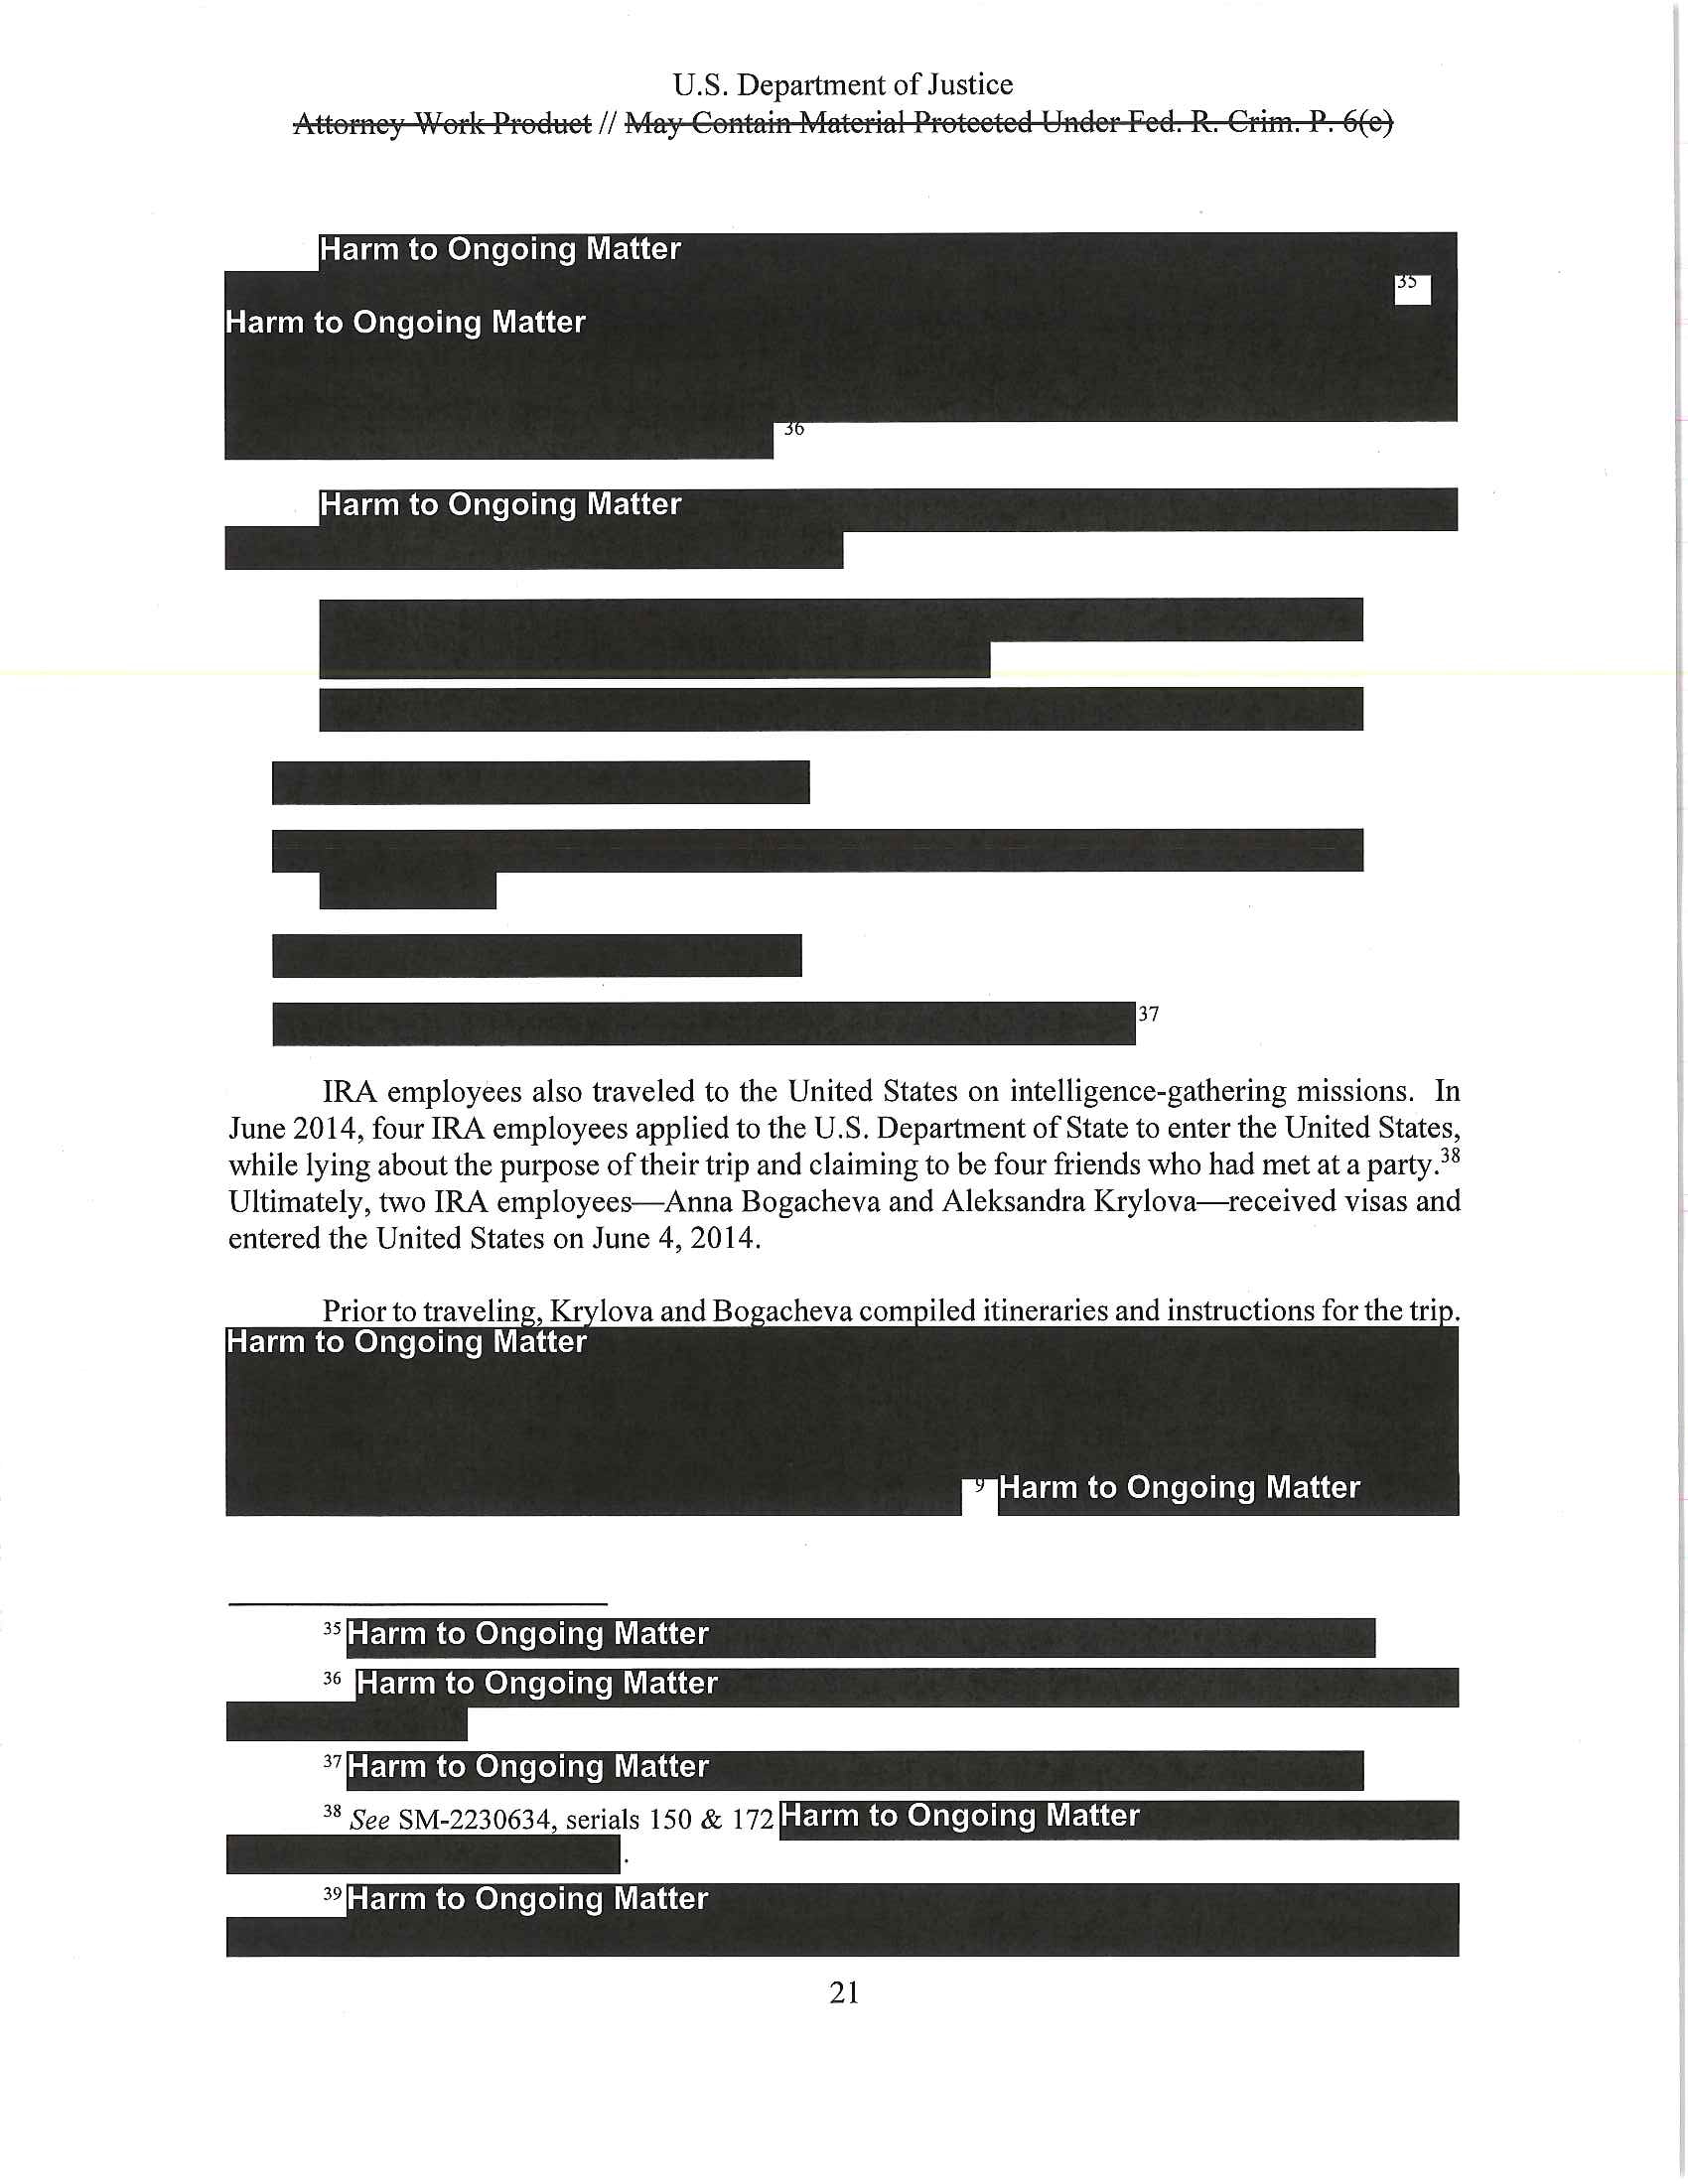 U.S. Department of Justice
Attorney Work Product // May Contain Material Protected Under Fed. R. Crim. P. 6(e)
Harm to Ongoing Matter
35
Harm to Ongoing Matter
36
Harm to Ongoing Matter
37
IRA employees also traveled to the United States on intelligence-gathering missions. In
June 2014, four IRA employees applied to the U.S. Department of State to enter the United States,
while lying about the purpose of their trip and claiming to be four friends who had met at a party.38
Ultimately, two IRA employees—Anna Bogacheva and Aleksandra Krylova—received visas and
entered the United States on June 4, 2014.
Prior to traveling, Krylova and Bogacheva compiled itineraries and instructions for the trip.
Harm to Ongoing Matter
9 Harm to Ongoing Matter
35 Harm to Ongoing Matter
36 Harm to Ongoing Matter
37 Harm to Ongoing Matter
38 See SM-2230634, serials 150 & 172 Harm to Ongoing Matter
.
39 Harm to Ongoing Matter
21